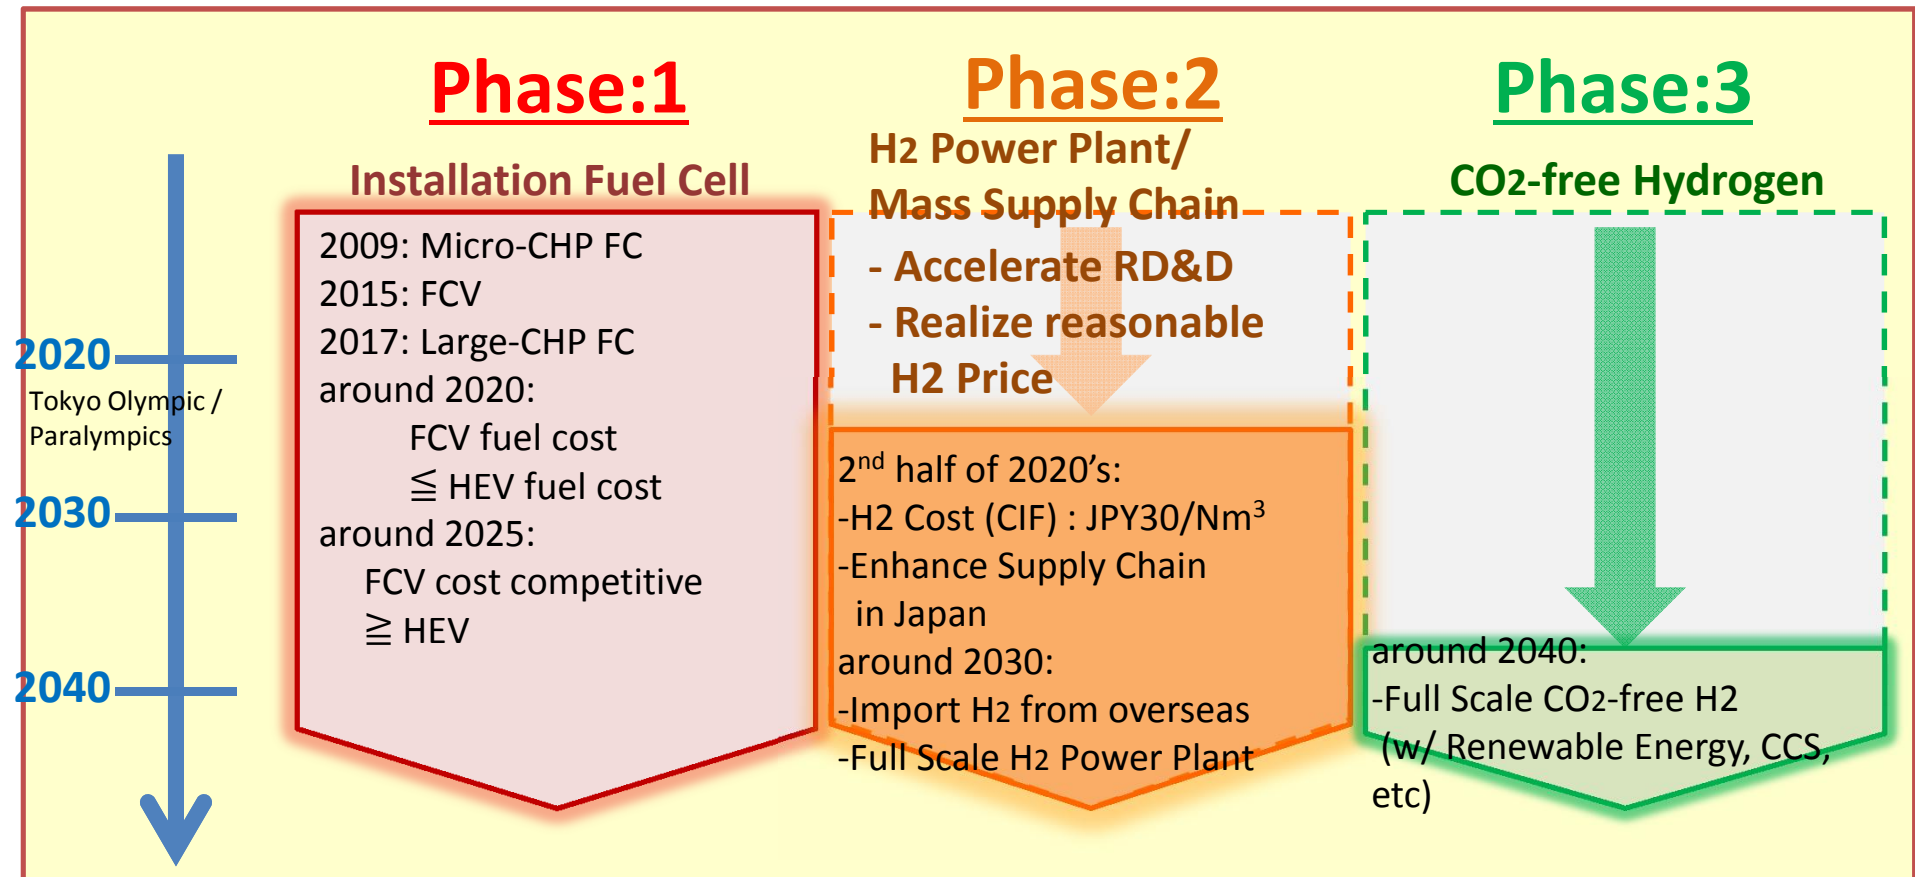 Phase:1
Installation Fuel Cell
2009: Micro-CHP FC
2015: FCV
2017: Large-CHP FC
around 2020:
FCV fuel cost
≦ HEV fuel cost
around 2025:
FCV cost competitive
≧ HEV
Phase:2
H2 Power Plant/
Mass Supply Chain
- Accelerate RD&D
- Realize reasonable
H2 Price
2nd half of 2020's:
-H2 Cost (CIF) : JPY30/Nm3
-Enhance Supply Chain
in Japan
around 2030:
-Import H2 from overseas
-Full Scale H2 Power Plant
Phase:3
CO2-free Hydrogen
around 2040:
-Full Scale CO2-free H2
(w/ Renewable Energy, CCS,
etc)
2020
Tokyo Olympic /
Paralympics
2030
2040